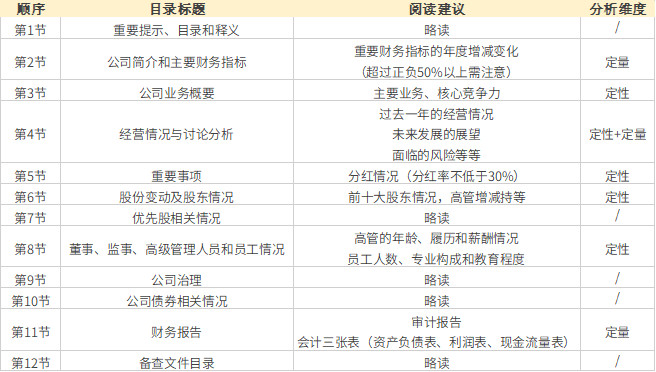 顺序 目录标题 阅读建议 分析维度
第1节 重要提示、目录和释义 略读 /
第2节 公司简介和主要财务指标 重要财务指标的年度增减变化 定量
（超过正负50%以上需注意）
第3节 公司业务概要 主要业务、核心竞争力 定性
过去一年的经营情况
第4节 经营情况与讨论分析 未来发展的展望 定性+定量
面临的风险等等
第5节 重要事项 分红情况（分红率不低于30%） 定性
第6节 股份变动及股东情况 前十大股东情况，高管增减持等 定性
第7节 优先股相关情况 略读 /
第8节 董事、监事、高级管理人员和员工情况 高管的年龄、履历和薪酬情况 定性
员工人数、专业构成和教育程度
第9节 公司治理 略读 /
第10节 公司债券相关情况 略读 /
第11节 财务报告 审计报告 定量
会计三张表（资产负债表、利润表、现金流量表）
第12节 备查文件目录 略读 /